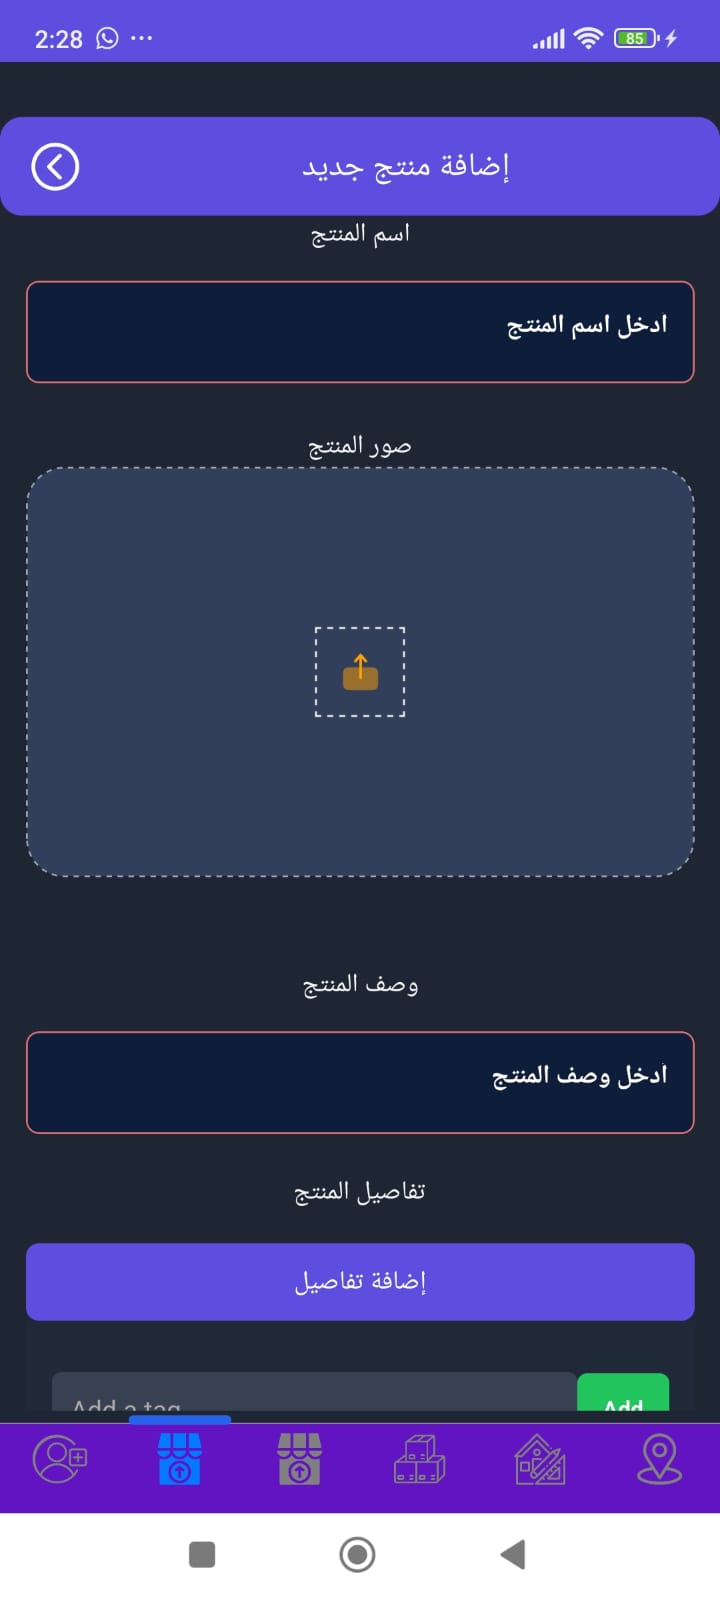 2:28
85
إضافة منتج جديد
اسم المنتج
ادخل اسم المنتج
صور المنتج
وصف المنتج
أدخل وصف المنتج
تفاصيل المنتج
إضافة تفاصيل
Add a tag
Add